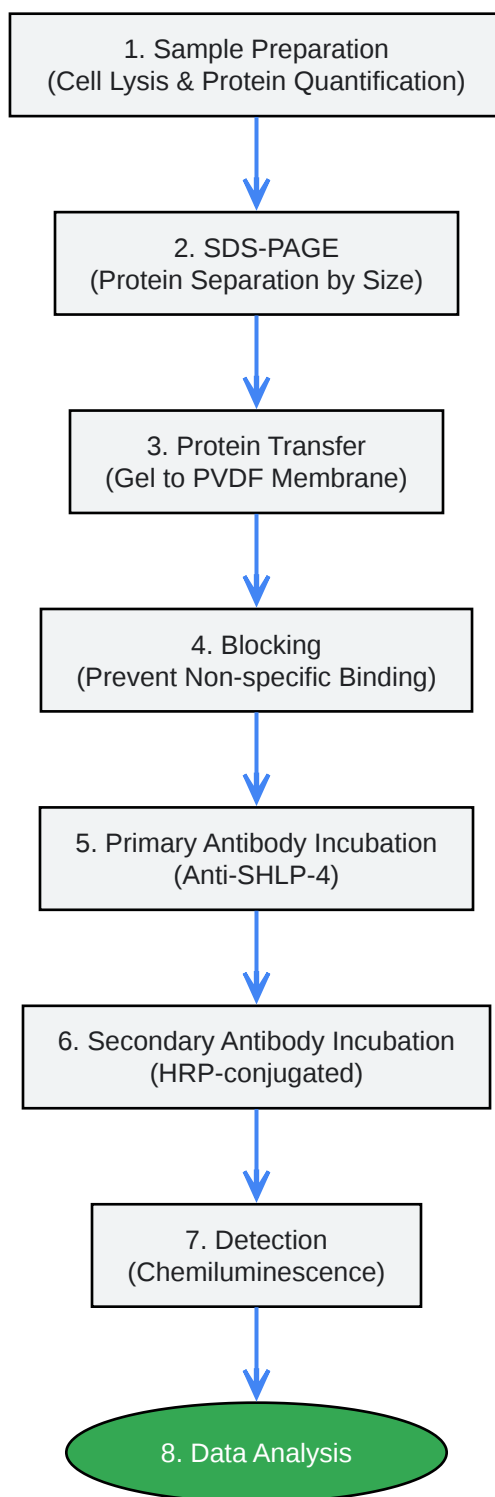 1. Sample Preparation
(Cell Lysis & Protein Quantification)
2. SDS-PAGE
(Protein Separation by Size)
3. Protein Transfer
(Gel to PVDF Membrane)
4. Blocking
(Prevent Non-specific Binding)
5. Primary Antibody Incubation
(Anti-SHLP-4)
6. Secondary Antibody Incubation
(HRP-conjugated)
7. Detection
(Chemiluminescence)
8. Data Analysis